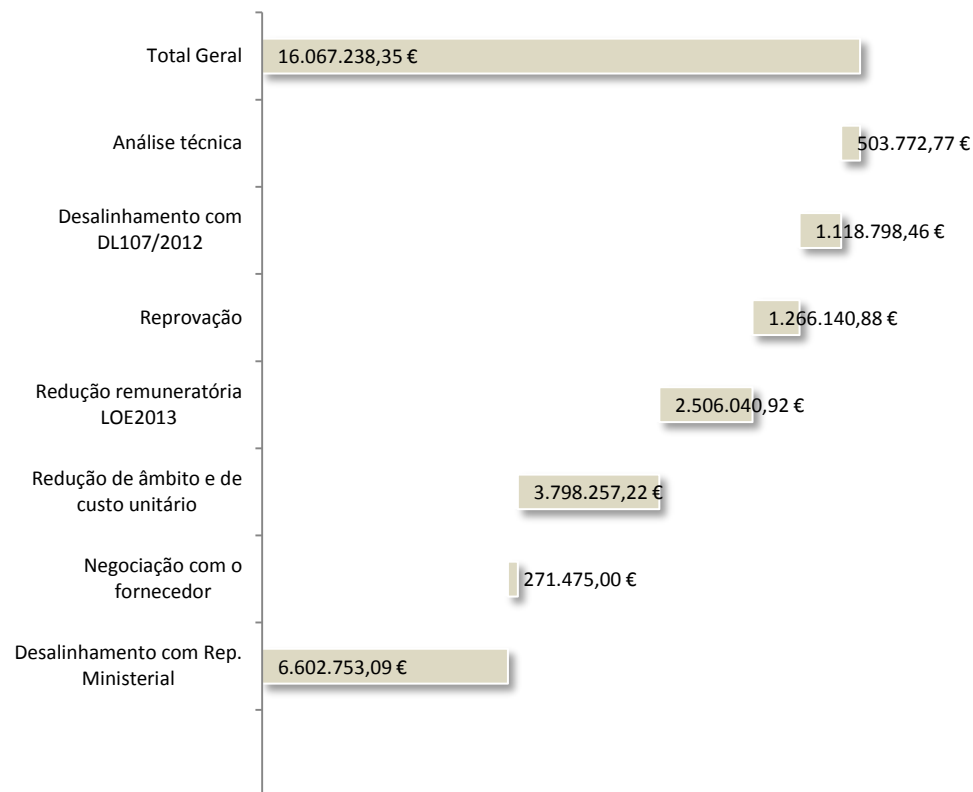 Total Geral
16.067.238,35 €
Análise técnica
503.772,77 €
Desalinhamento com
DL107/2012
1.118.798,46 €
Reprovação
1.266.140,88 €
Redução remuneratória
LOE2013
2.506.040,92 €
Redução de âmbito e de
custo unitário
3.798.257,22 €
Negociação com o
fornecedor
271.475,00 €
Desalinhamento com Rep.
Ministerial
6.602.753,09 €